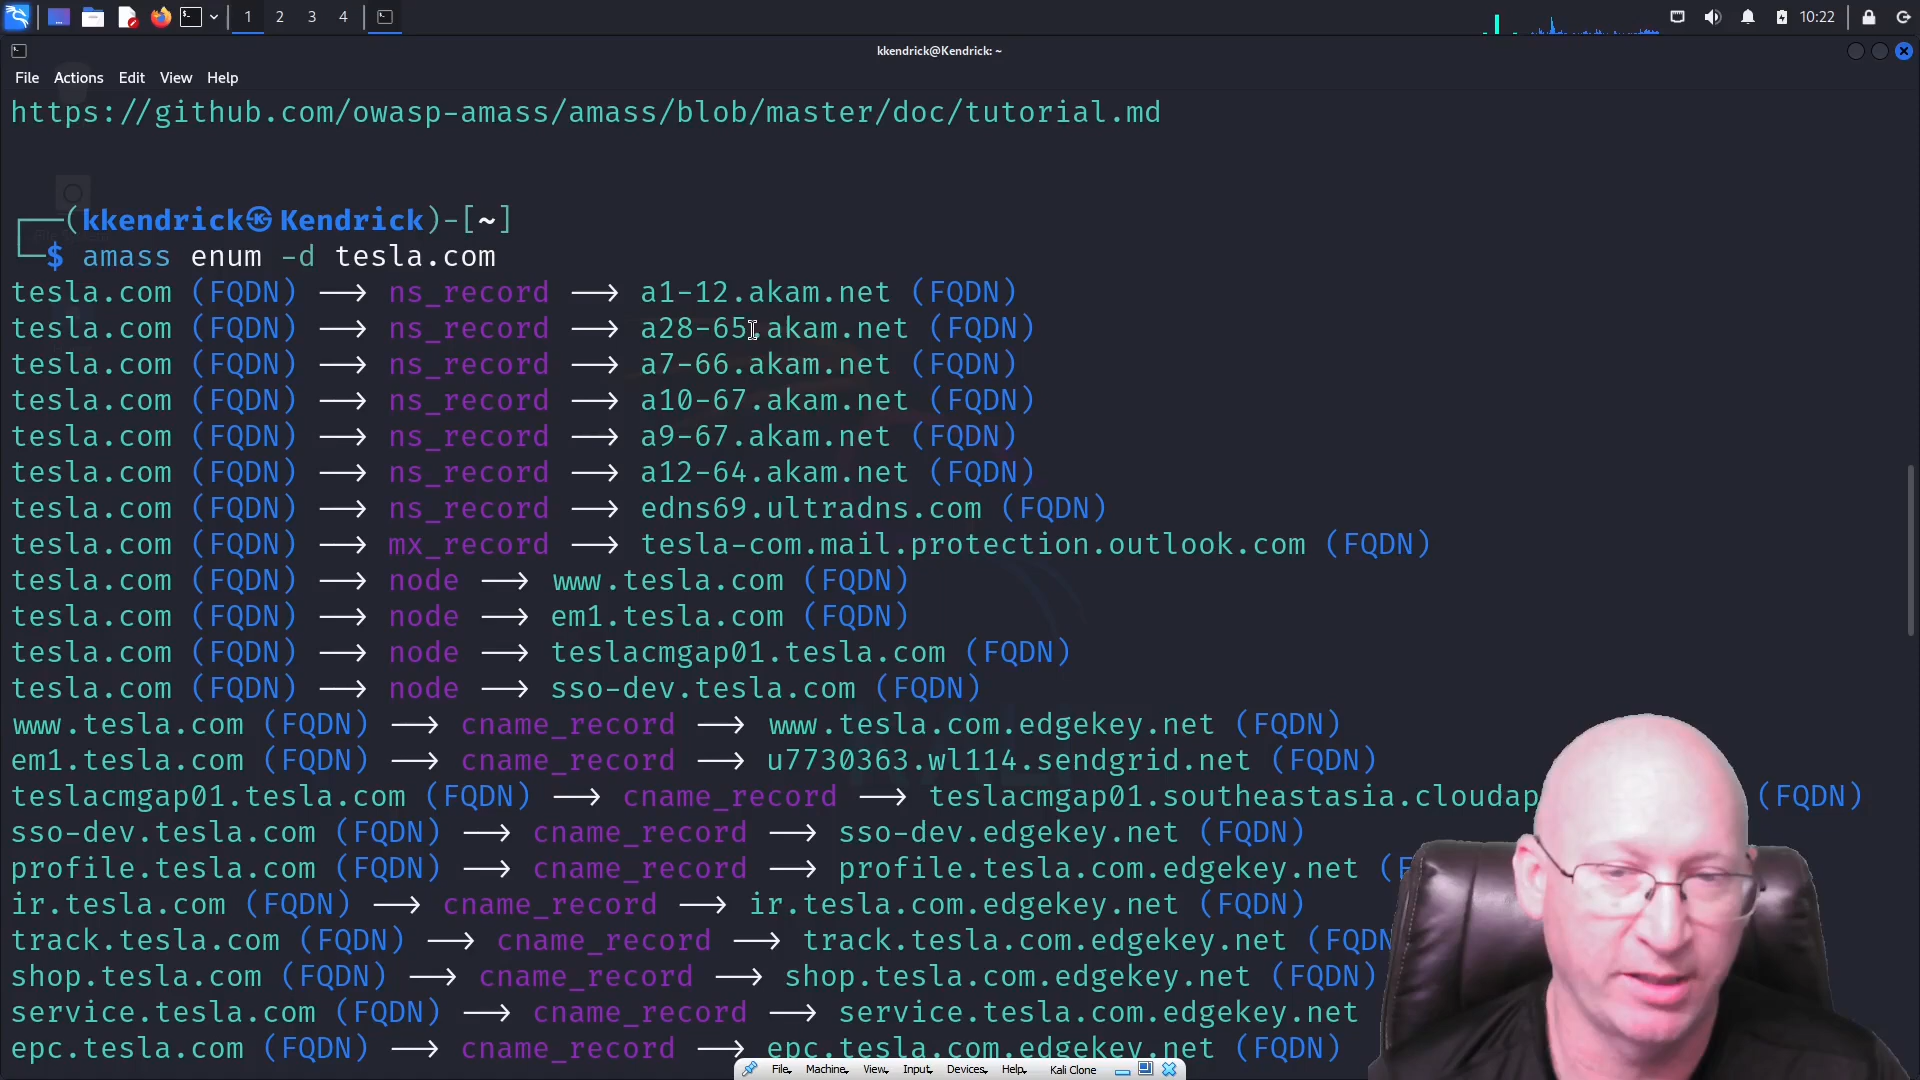 1 2 3 4 10:22
kkendrick@Kendrick: ~
File Actions Edit View Help
https://github.com/owasp-amass/amass/blob/master/doc/tutorial.md
(kkendrick㉿Kendrick)-[~]
$ amass enum -d tesla.com
tesla.com (FQDN) ⟶ ns_record ⟶ a1-12.akam.net (FQDN)
tesla.com (FQDN) ⟶ ns_record ⟶ a28-65.akam.net (FQDN)
tesla.com (FQDN) ⟶ ns_record ⟶ a7-66.akam.net (FQDN)
tesla.com (FQDN) ⟶ ns_record ⟶ a10-67.akam.net (FQDN)
tesla.com (FQDN) ⟶ ns_record ⟶ a9-67.akam.net (FQDN)
tesla.com (FQDN) ⟶ ns_record ⟶ a12-64.akam.net (FQDN)
tesla.com (FQDN) ⟶ ns_record ⟶ edns69.ultradns.com (FQDN)
tesla.com (FQDN) ⟶ mx_record ⟶ tesla-com.mail.protection.outlook.com (FQDN)
tesla.com (FQDN) ⟶ node ⟶ www.tesla.com (FQDN)
tesla.com (FQDN) ⟶ node ⟶ em1.tesla.com (FQDN)
tesla.com (FQDN) ⟶ node ⟶ teslacmgap01.tesla.com (FQDN)
tesla.com (FQDN) ⟶ node ⟶ sso-dev.tesla.com (FQDN)
www.tesla.com (FQDN) ⟶ cname_record ⟶ www.tesla.com.edgekey.net (FQDN)
em1.tesla.com (FQDN) ⟶ cname_record ⟶ u7730363.wl114.sendgrid.net (FQDN)
teslacmgap01.tesla.com (FQDN) ⟶ cname_record ⟶ teslacmgap01.southeastasia.cloudap (FQDN)
sso-dev.tesla.com (FQDN) ⟶ cname_record ⟶ sso-dev.edgekey.net (FQDN)
profile.tesla.com (FQDN) ⟶ cname_record ⟶ profile.tesla.com.edgekey.net (F
ir.tesla.com (FQDN) ⟶ cname_record ⟶ ir.tesla.com.edgekey.net (FQDN)
track.tesla.com (FQDN) ⟶ cname_record ⟶ track.tesla.com.edgekey.net (FQDN
shop.tesla.com (FQDN) ⟶ cname_record ⟶ shop.tesla.com.edgekey.net (FQDN)
service.tesla.com (FQDN) ⟶ cname_record ⟶ service.tesla.com.edgekey.net
epc.tesla.com (FQDN) ⟶ cname_record ⟶ epc.tesla.com.edgekey.net (FQDN)
File Machine View Input Devices Help Kali Clone